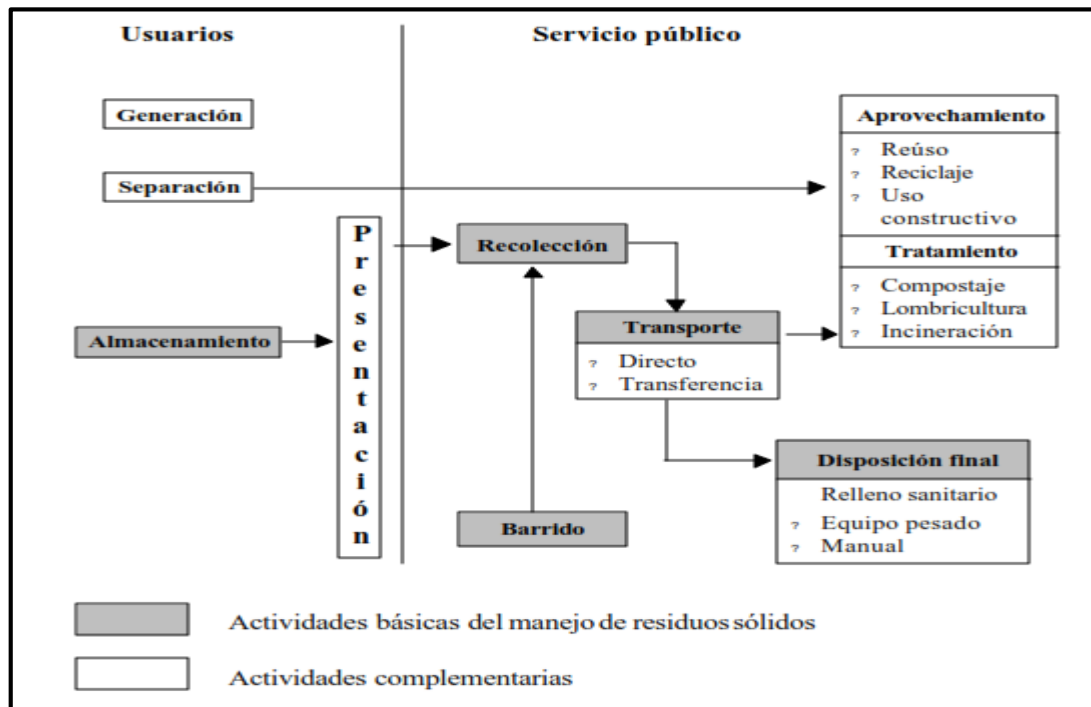 Usuarios
Servicio público
Generación
Separación
Almacenamiento
Presentación
Recolección
Barrido
Transporte
? Directo
? Transferencia
Aprovechamiento
? Reúso
? Reciclaje
? Uso
constructivo
Tratamiento
? Compostaje
? Lombricultura
? Incineración
Disposición final
Relleno sanitario
? Equipo pesado
? Manual
Actividades básicas del manejo de residuos sólidos
Actividades complementarias